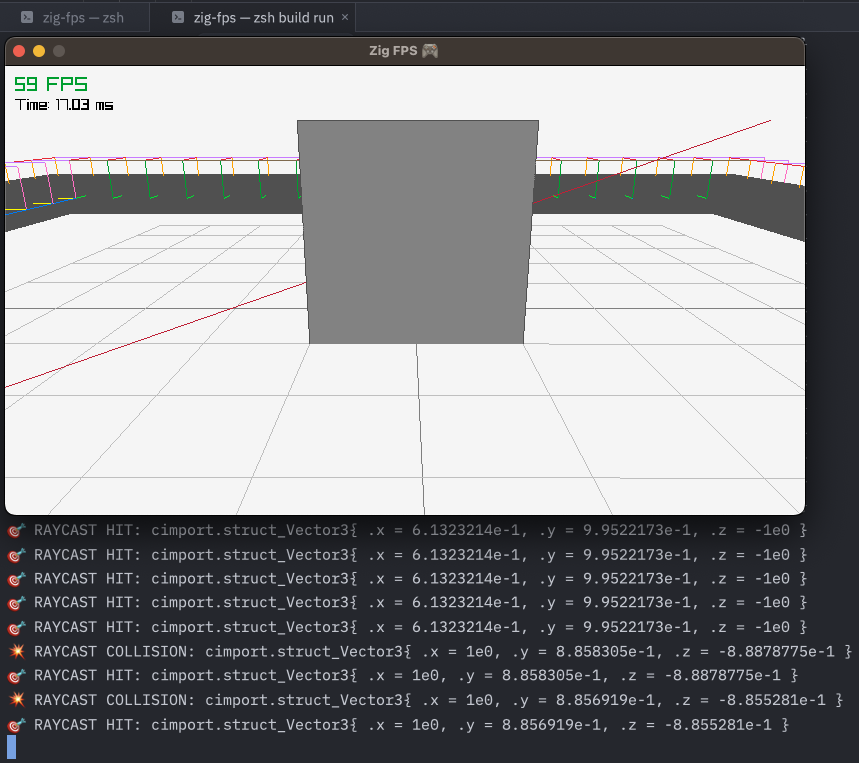 zig-fps — zsh
zig-fps — zsh build run ×
Zig FPS 🎮
59 FPS
Time: 17.03 ms
🎯 RAYCAST HIT: cimport.struct_Vector3{ .x = 6.1323214e-1, .y = 9.9522173e-1, .z = -1e0 }
🎯 RAYCAST HIT: cimport.struct_Vector3{ .x = 6.1323214e-1, .y = 9.9522173e-1, .z = -1e0 }
🎯 RAYCAST HIT: cimport.struct_Vector3{ .x = 6.1323214e-1, .y = 9.9522173e-1, .z = -1e0 }
🎯 RAYCAST HIT: cimport.struct_Vector3{ .x = 6.1323214e-1, .y = 9.9522173e-1, .z = -1e0 }
🎯 RAYCAST HIT: cimport.struct_Vector3{ .x = 6.1323214e-1, .y = 9.9522173e-1, .z = -1e0 }
💥 RAYCAST COLLISION: cimport.struct_Vector3{ .x = 1e0, .y = 8.858305e-1, .z = -8.8878775e-1 }
🎯 RAYCAST HIT: cimport.struct_Vector3{ .x = 1e0, .y = 8.858305e-1, .z = -8.8878775e-1 }
💥 RAYCAST COLLISION: cimport.struct_Vector3{ .x = 1e0, .y = 8.856919e-1, .z = -8.855281e-1 }
🎯 RAYCAST HIT: cimport.struct_Vector3{ .x = 1e0, .y = 8.856919e-1, .z = -8.855281e-1 }